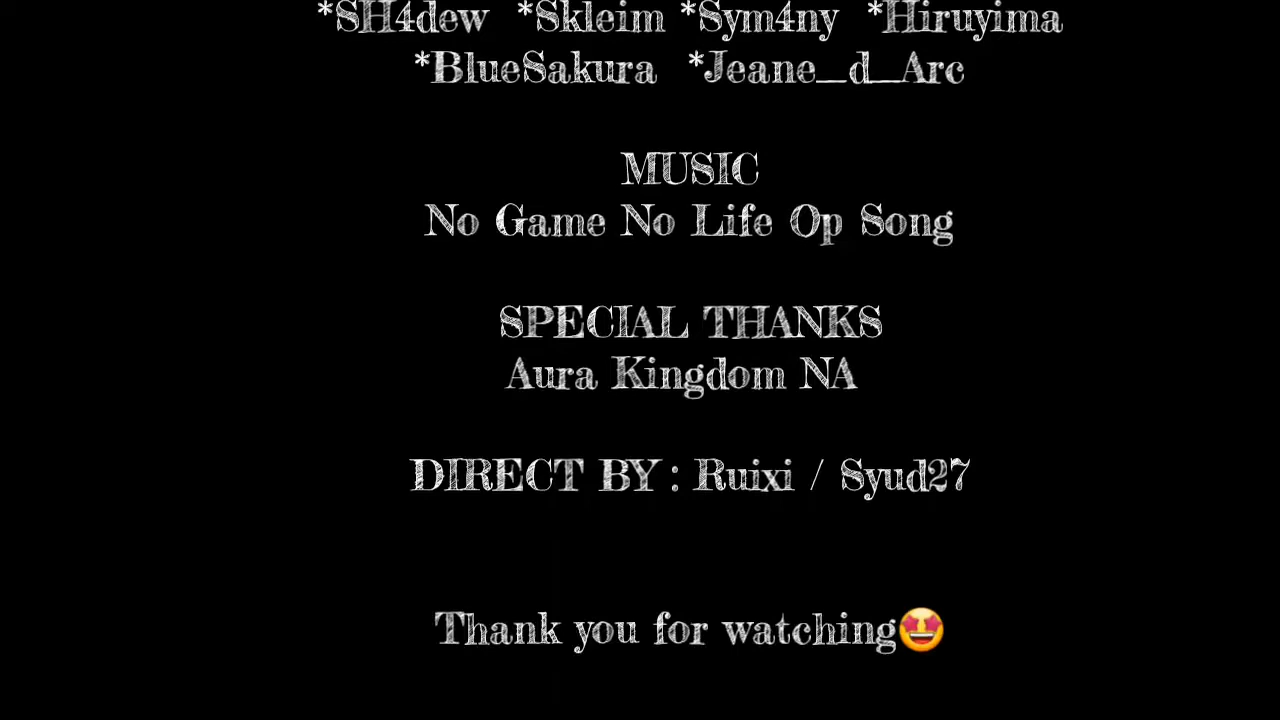 *SH4dew *Skleim *Sym4ny *Hiruyima
*BlueSakura *Jeane_d_Arc
MUSIC
No Game No Life Op Song
SPECIAL THANKS
Aura Kingdom NA
DIRECT BY : Ruixi / Syud27
Thank you for watching🤩